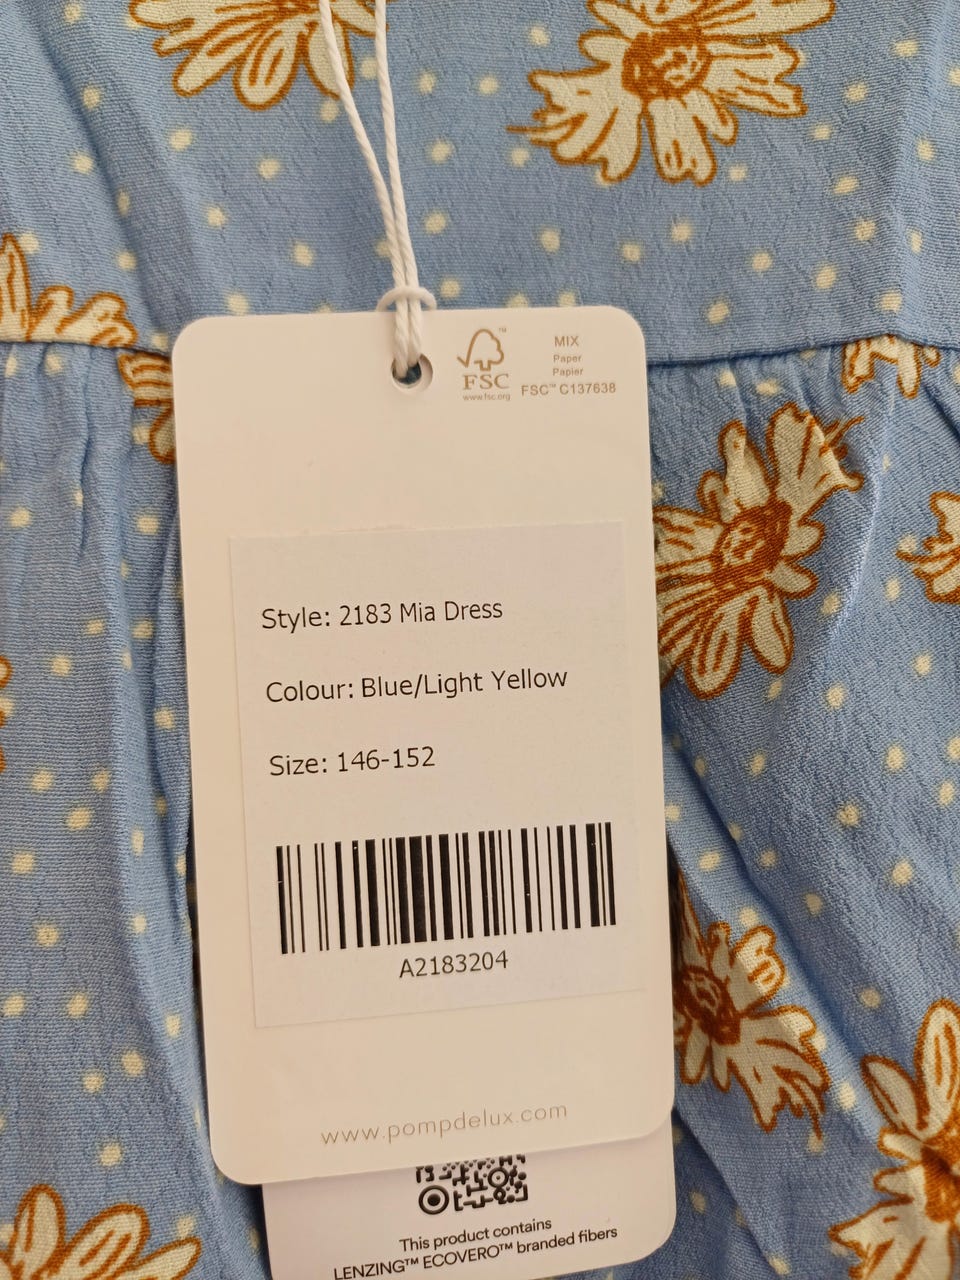 FSC™
www.fsc.org
MIX
Paper
Papier
FSC™ C137638
Style: 2183 Mia Dress
Colour: Blue/Light Yellow
Size: 146-152
A2183204
www.pompdelux.com
This product contains
LENZING™ ECOVERO™ branded fibers